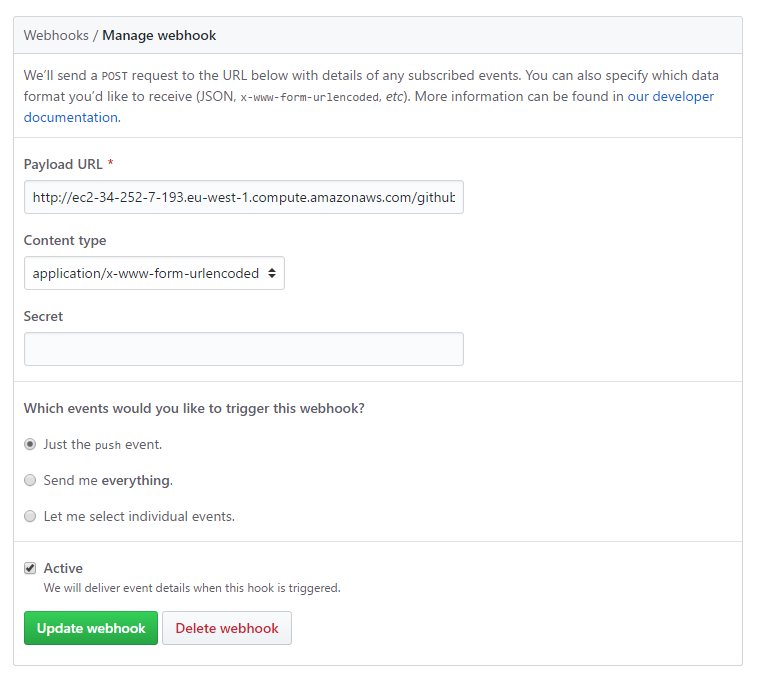 Webhooks / Manage webhook
We’ll send a POST request to the URL below with details of any subscribed events. You can also specify which data
format you’d like to receive (JSON, x-www-form-urlencoded, etc). More information can be found in our developer
documentation.
Payload URL *
http://ec2-34-252-7-193.eu-west-1.compute.amazonaws.com/github
Content type
application/x-www-form-urlencoded
Secret
Which events would you like to trigger this webhook?
Just the push event.
Send me everything.
Let me select individual events.
Active
We will deliver event details when this hook is triggered.
Update webhook
Delete webhook